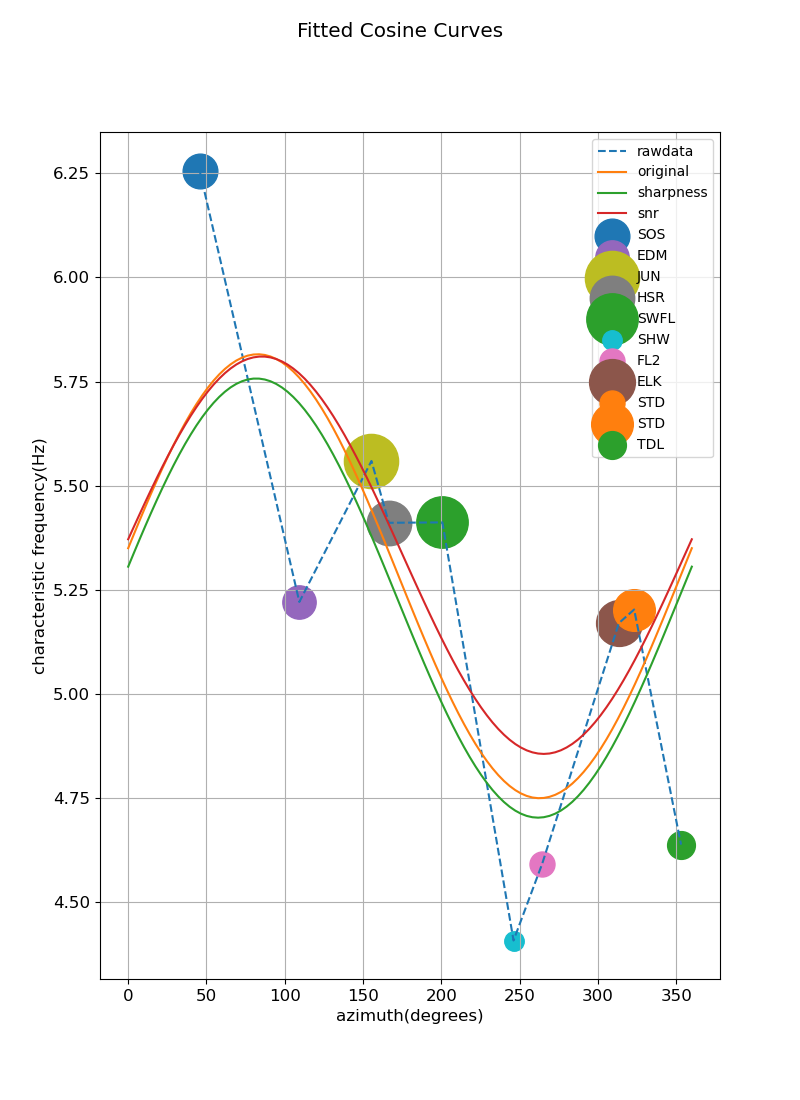 Fitted Cosine Curves
rawdata
original
sharpness
snr
SOS
EDM
JUN
HSR
SWFL
SHW
FL2
ELK
STD
STD
TDL
6.25
6.00
5.75
5.50
5.25
5.00
4.75
4.50
characteristic frequency(Hz)
0 50 100 150 200 250 300 350
azimuth(degrees)